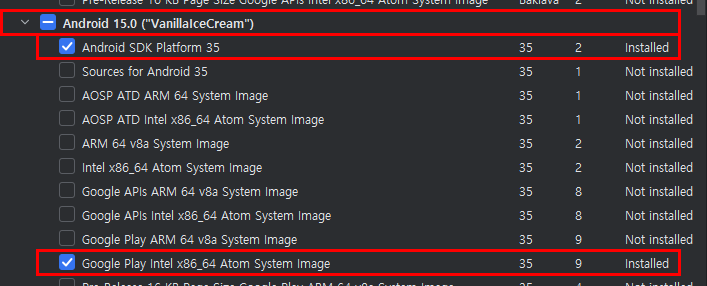 Pre-Release 16 KB Page Size Google APIs Intel x86_64 Atom System Image Baklava 2 Not installed
Android 15.0 ("VanillaIceCream")
Android SDK Platform 35 35 2 Installed
Sources for Android 35 35 1 Not installed
AOSP ATD ARM 64 System Image 35 1 Not installed
AOSP ATD Intel x86_64 Atom System Image 35 1 Not installed
ARM 64 v8a System Image 35 2 Not installed
Intel x86_64 Atom System Image 35 2 Not installed
Google APIs ARM 64 v8a System Image 35 8 Not installed
Google APIs Intel x86_64 Atom System Image 35 8 Not installed
Google Play ARM 64 v8a System Image 35 9 Not installed
Google Play Intel x86_64 Atom System Image 35 9 Installed
Pre-Release 16 KB Page Size Google Play ARM 64 v8a System Image 35 Not installed